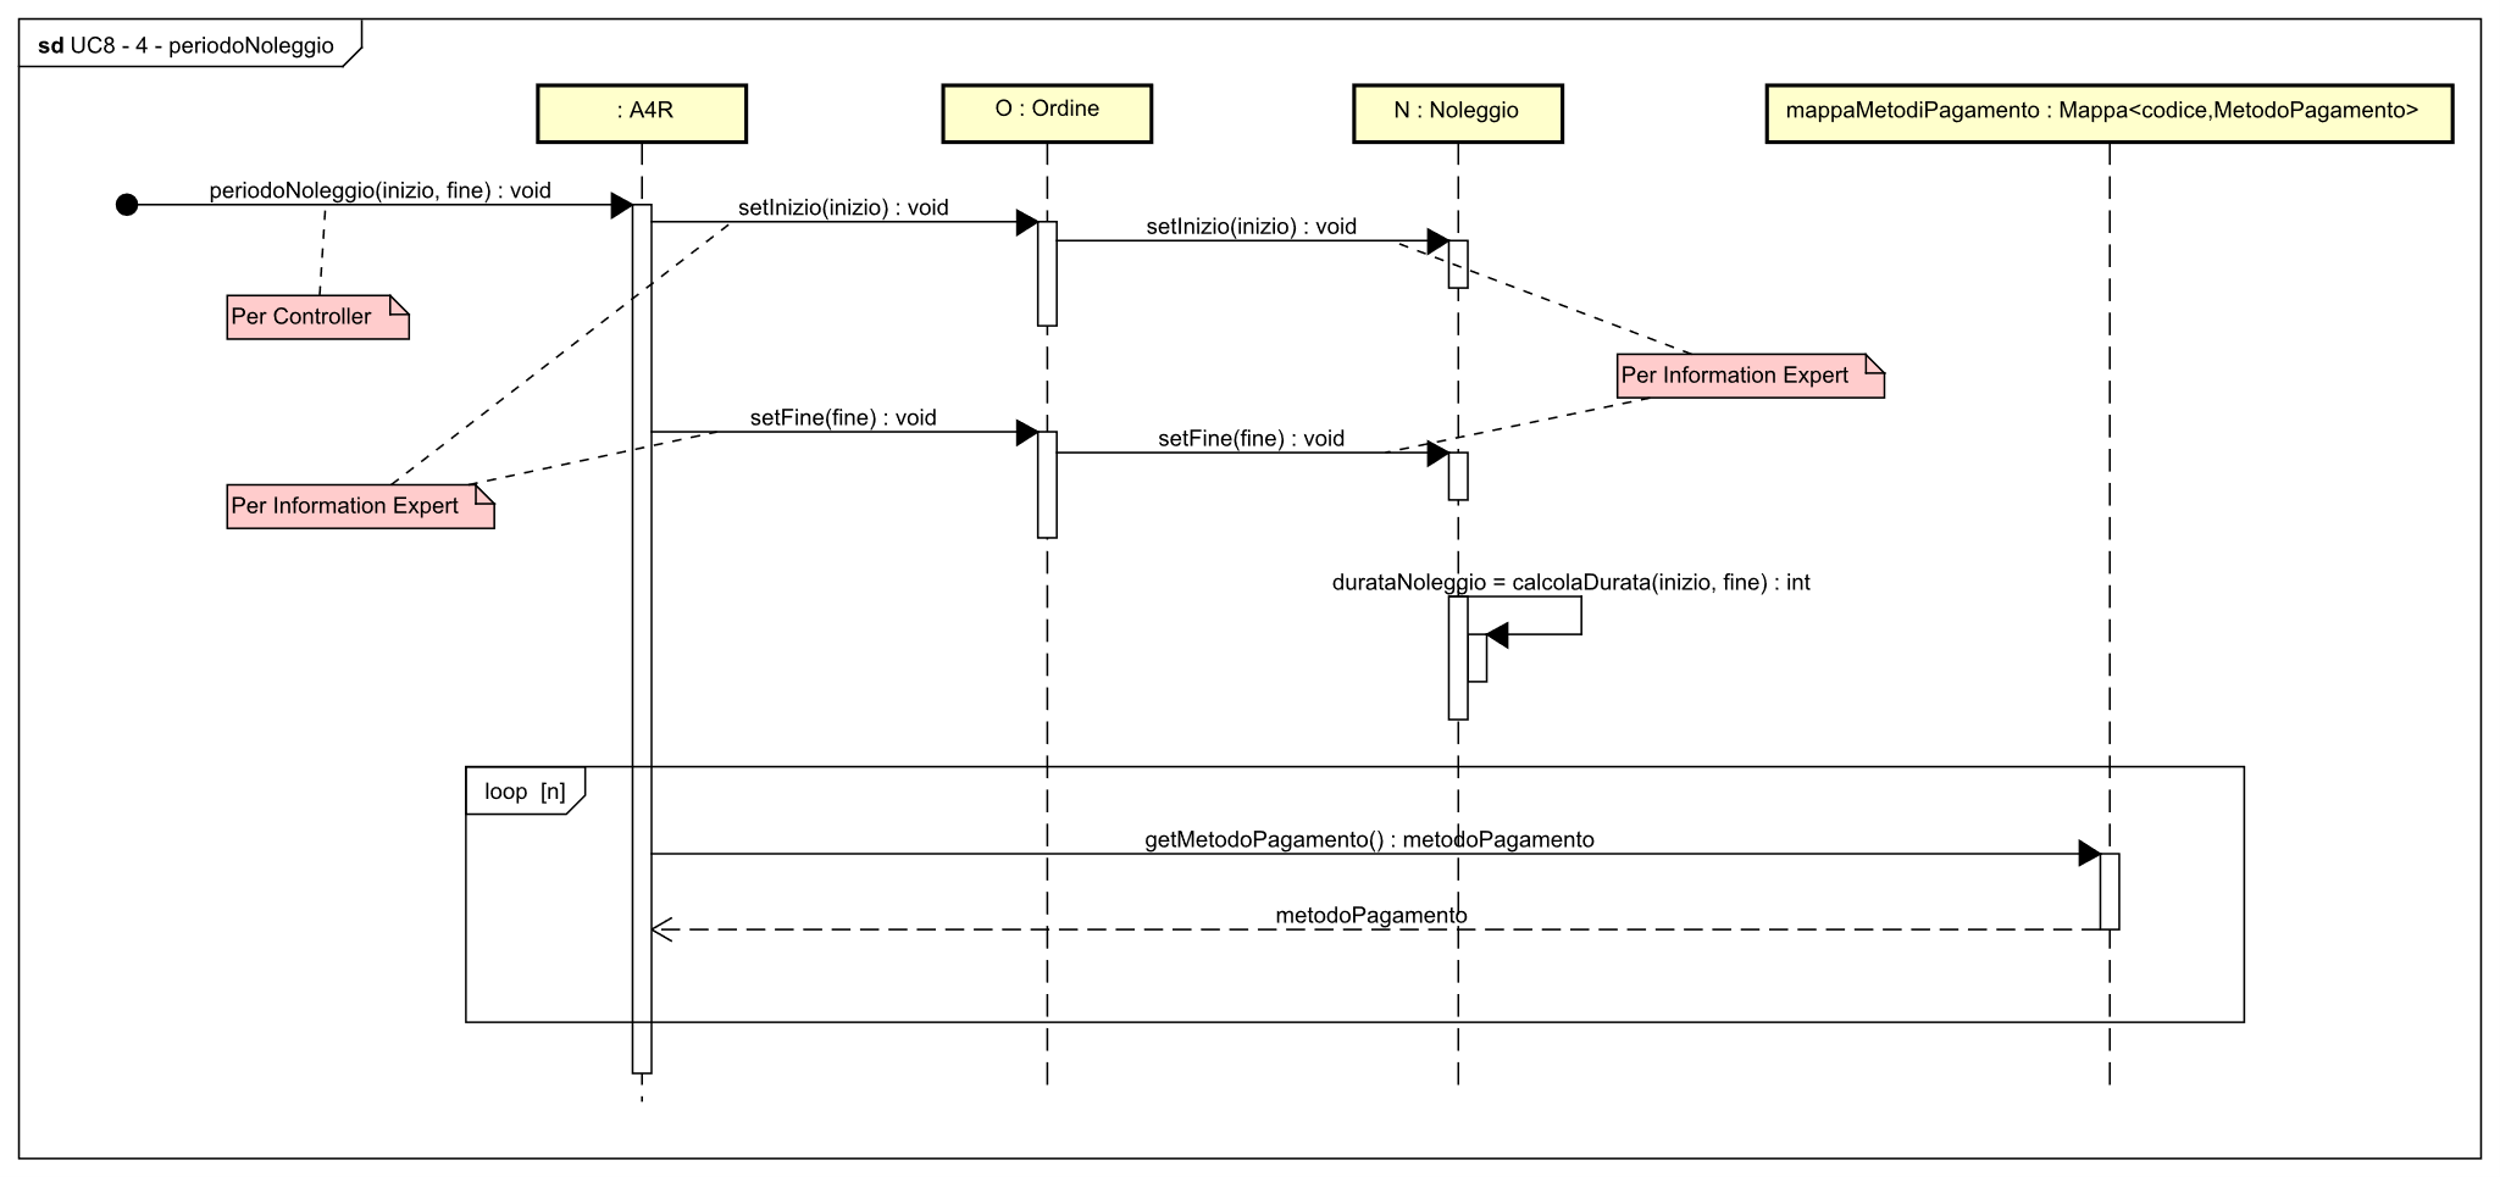 sd UC8 - 4 - periodoNoleggio
: A4R
O : Ordine
N : Noleggio
mappaMetodiPagamento : Mappa<codice,MetodoPagamento>
periodoNoleggio(inizio, fine) : void
setInizio(inizio) : void
setInizio(inizio) : void
Per Controller
Per Information Expert
setFine(fine) : void
setFine(fine) : void
Per Information Expert
durataNoleggio = calcolaDurata(inizio, fine) : int
loop [n]
getMetodoPagamento() : metodoPagamento
metodoPagamento